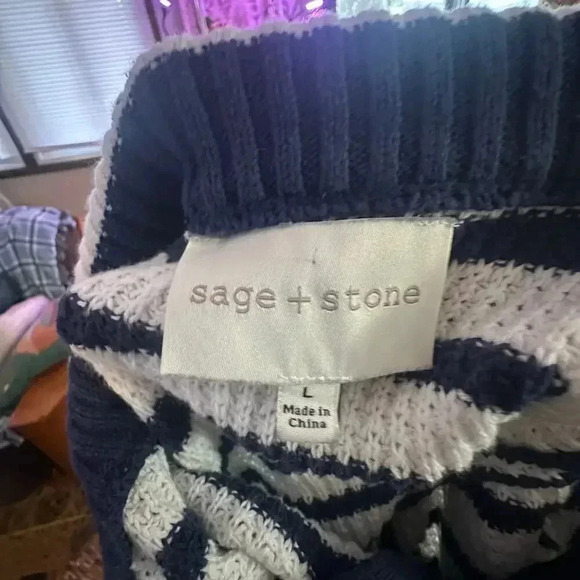 sage + stone
L
Made in
China